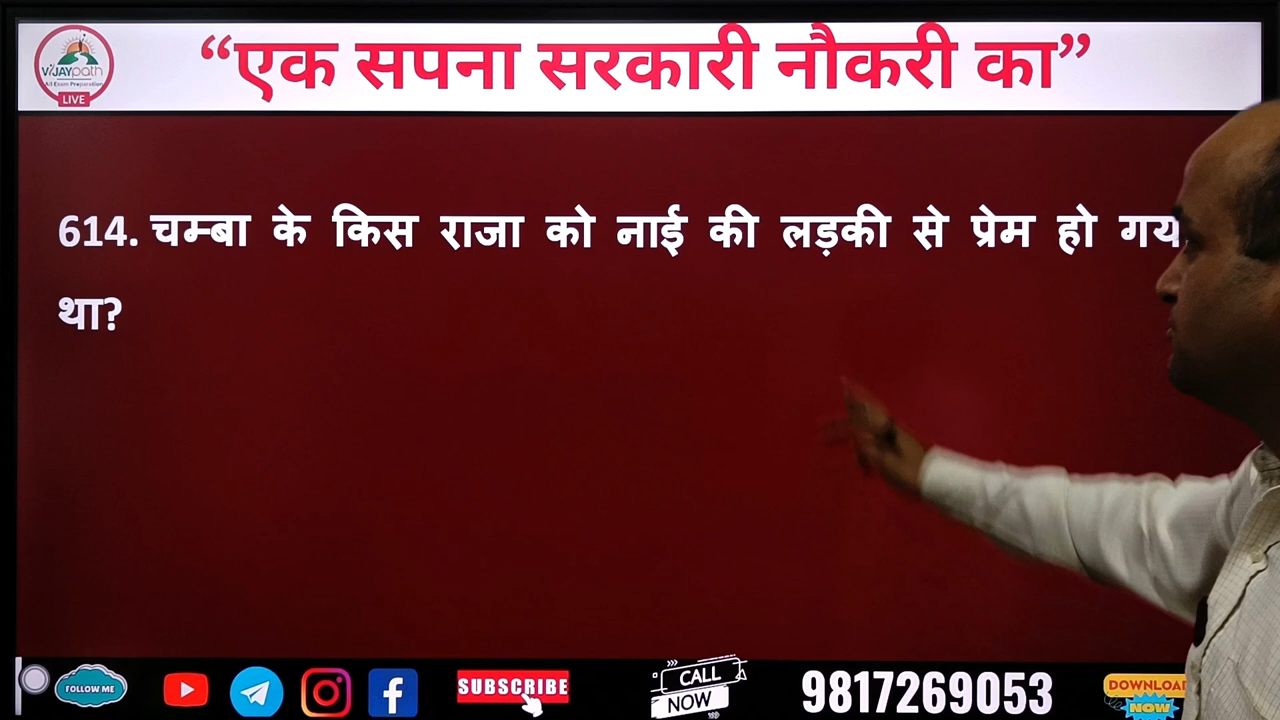 VIJAYpath
All Exam Preparation
LIVE
“एक सपना सरकारी नौकरी का”
614. चम्बा के किस राजा को नाई की लड़की से प्रेम हो गय
था?
FOLLOW ME
SUBSCRIBE
CALL
NOW
9817269053
DOWNLOAD
NOW